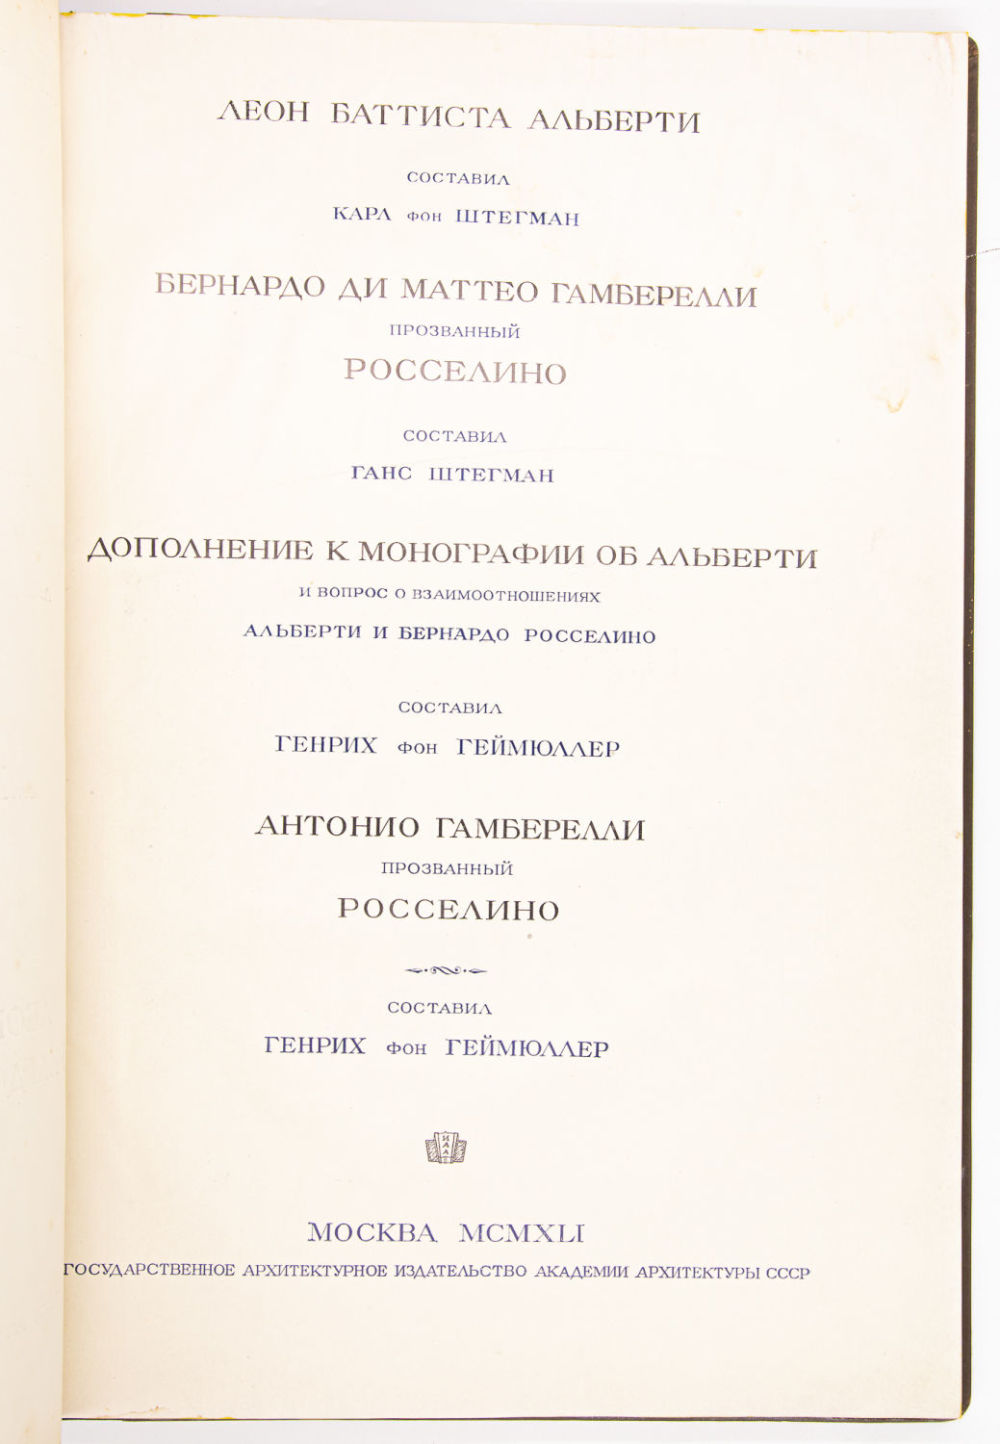 ЛЕОН БАТТИСТА АЛЬБЕРТИ
СОСТАВИЛ
КАРЛ ФОН ШТЕГМАН
БЕРНАРДО ДИ МАТТЕО ГАМБЕРЕЛЛИ
ПРОЗВАННЫЙ
РОССЕЛИНО
СОСТАВИЛ
ГАНС ШТЕГМАН
ДОПОЛНЕНИЕ К МОНОГРАФИИ ОБ АЛЬБЕРТИ
И ВОПРОС О ВЗАИМООТНОШЕНИЯХ
АЛЬБЕРТИ И БЕРНАРДО РОССЕЛИНО
СОСТАВИЛ
ГЕНРИХ ФОН ГЕЙМЮЛЛЕР
АНТОНИО ГАМБЕРЕЛЛИ
ПРОЗВАННЫЙ
РОССЕЛИНО
СОСТАВИЛ
ГЕНРИХ ФОН ГЕЙМЮЛЛЕР
ИАА
МОСКВА MCMXLI
ГОСУДАРСТВЕННОЕ АРХИТЕКТУРНОЕ ИЗДАТЕЛЬСТВО АКАДЕМИИ АРХИТЕКТУРЫ СССР